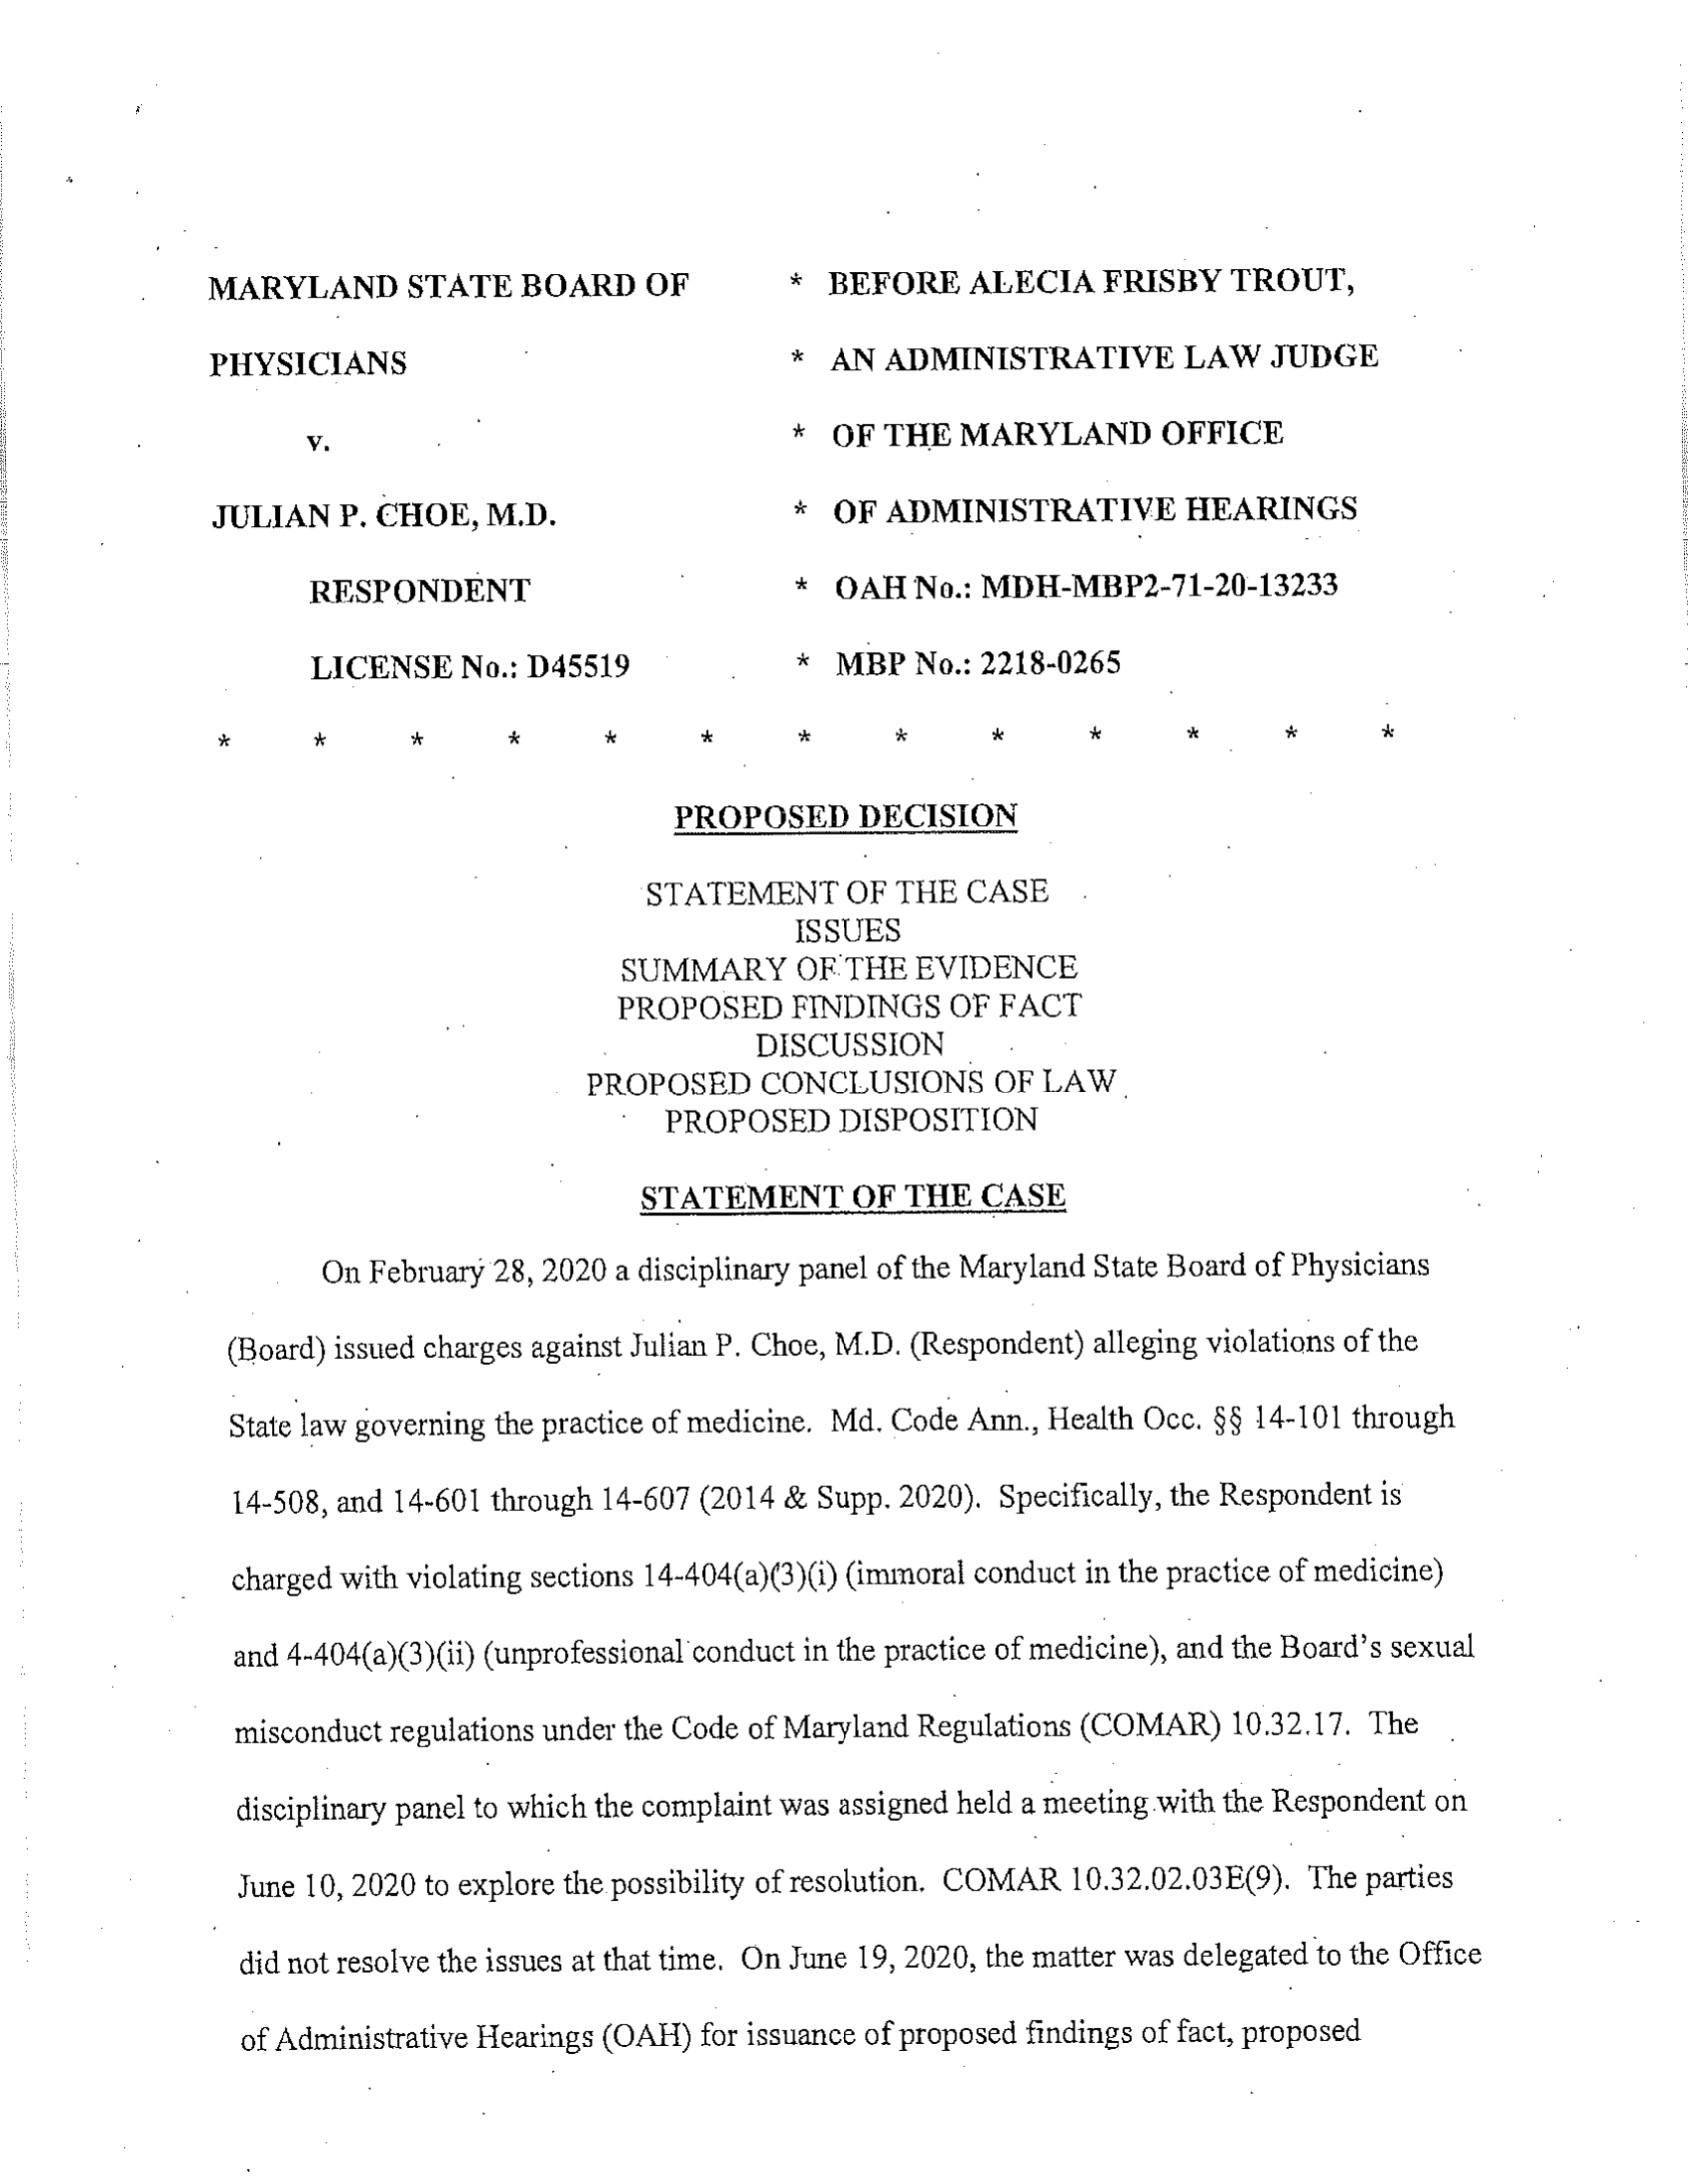 MARYLAND STATE BOARD OF * BEFORE ALECIA FRISBY TROUT,
PHYSICIANS * AN ADMINISTRATIVE LAW JUDGE
v. * OF THE MARYLAND OFFICE
JULIAN P. CHOE, M.D. * OF ADMINISTRATIVE HEARINGS
RESPONDENT * OAH No.: MDH-MBP2-71-20-13233
LICENSE No.: D45519 * MBP No.: 2218-0265
* * * * * * * * * * * * *
PROPOSED DECISION
STATEMENT OF THE CASE
ISSUES
SUMMARY OF THE EVIDENCE
PROPOSED FINDINGS OF FACT
DISCUSSION
PROPOSED CONCLUSIONS OF LAW
PROPOSED DISPOSITION
STATEMENT OF THE CASE
On February 28, 2020 a disciplinary panel of the Maryland State Board of Physicians
(Board) issued charges against Julian P. Choe, M.D. (Respondent) alleging violations of the
State law governing the practice of medicine. Md. Code Ann., Health Occ. §§ 14-101 through
14-508, and 14-601 through 14-607 (2014 & Supp. 2020). Specifically, the Respondent is
charged with violating sections 14-404(a)(3)(i) (immoral conduct in the practice of medicine)
and 4-404(a)(3)(ii) (unprofessional conduct in the practice of medicine), and the Board's sexual
misconduct regulations under the Code of Maryland Regulations (COMAR) 10.32.17. The
disciplinary panel to which the complaint was assigned held a meeting with the Respondent on
June 10, 2020 to explore the possibility of resolution. COMAR 10.32.02.03E(9). The parties
did not resolve the issues at that time. On June 19, 2020, the matter was delegated to the Office
of Administrative Hearings (OAH) for issuance of proposed findings of fact, proposed